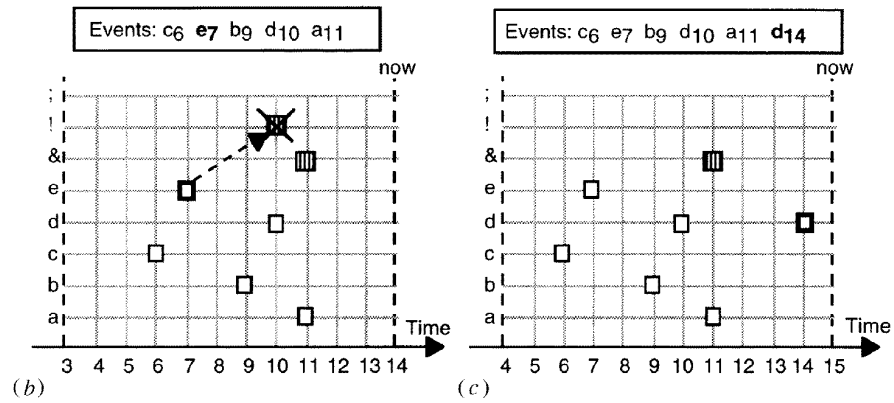 Events: c6 e7 b9 d10 a11
now
;
!
&
e
d
c
b
a
Time
3 4 5 6 7 8 9 10 11 12 13 14
(b)
Events: c6 e7 b9 d10 a11 d14
now
;
!
&
e
d
c
b
a
Time
4 5 6 7 8 9 10 11 12 13 14 15
(c)